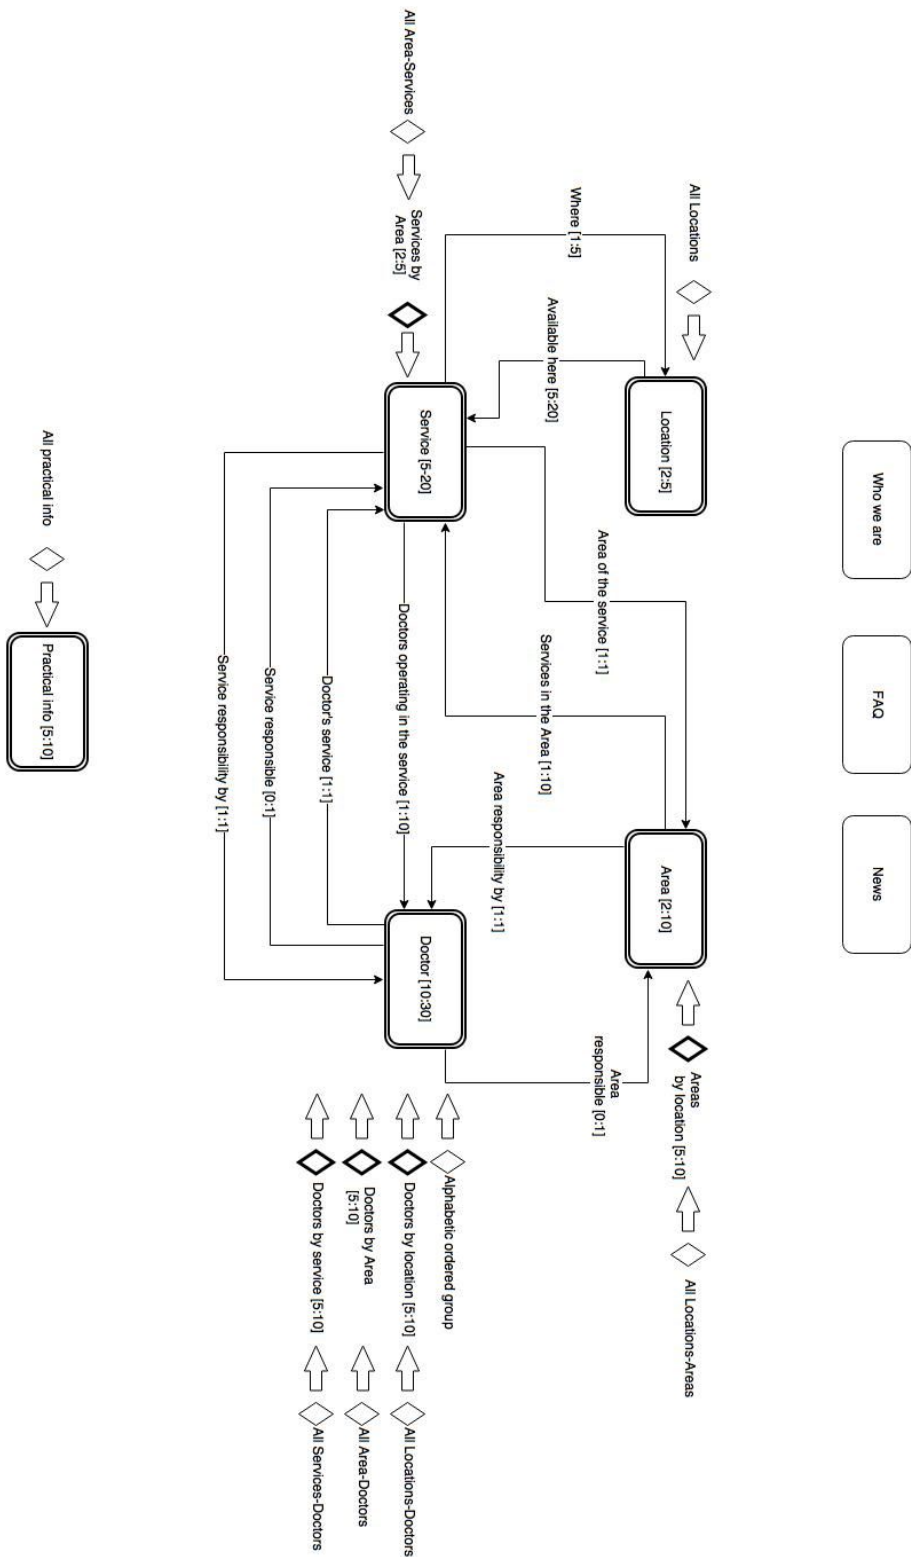 Who we are
FAQ
News
All Locations
Location [2:5]
Area [2:10]
Areas
by location [5:10]
All Locations-Areas
Where [1:5]
Available here [5:20]
Area of the service [1:1]
Services in the Area [1:10]
Area responsibility by [1:1]
Area
responsible [0:1]
All Area-Services
Services by
Area [2:5]
Service [5-20]
Doctors operating in the service [1:10]
Doctor [10:30]
Alphabetic ordered group
Doctors by location [5:10]
All Locations-Doctors
Doctors by Area
[5:10]
All Area-Doctors
Doctors by service [5:10]
All Services-Doctors
Doctor's service [1:1]
Service responsible [0:1]
Service responsibility by [1:1]
All practical info
Practical info [5:10]